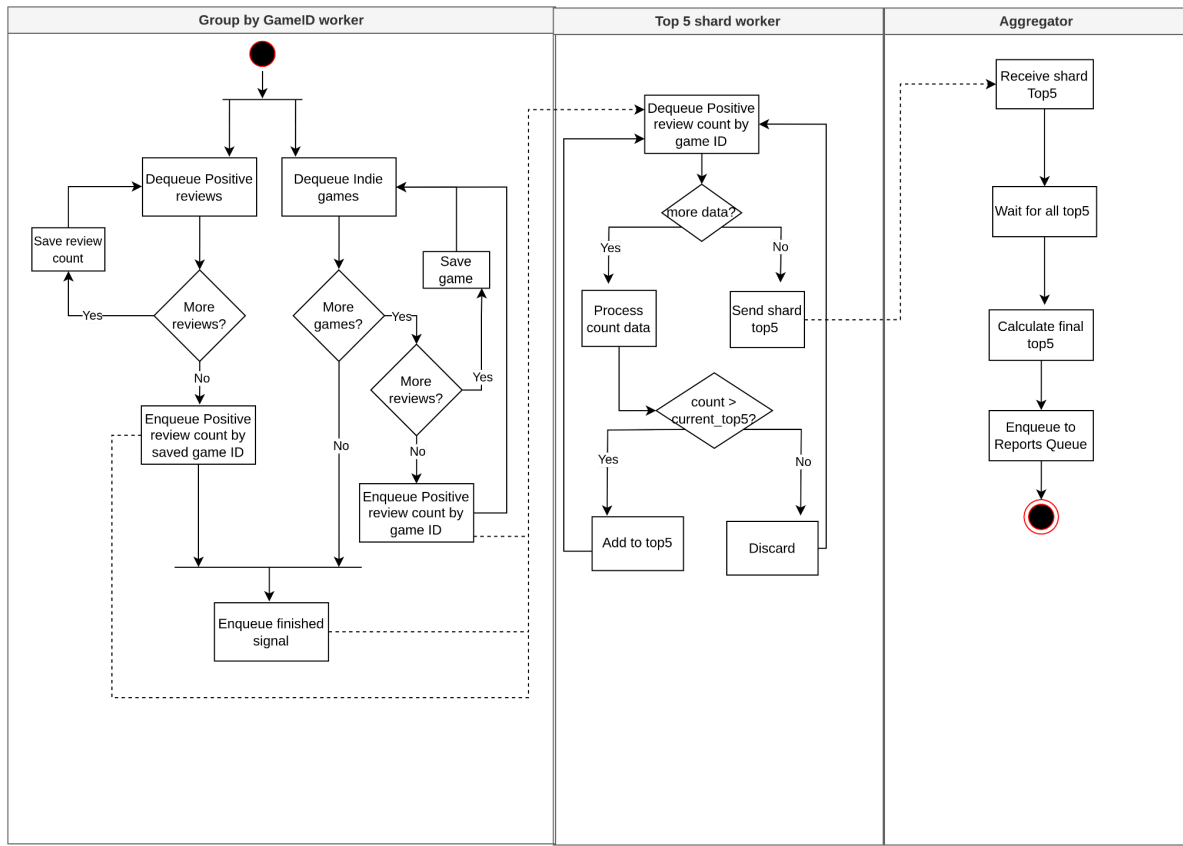 Group by GameID worker
Top 5 shard worker
Aggregator
Dequeue Positive
reviews
Dequeue Indie
games
Save review
count
Save
game
More
reviews?
Yes
More
games?
Yes
More
reviews?
Yes
No
Enqueue Positive
review count by
saved game ID
No
No
Enqueue Positive
review count by
game ID
Enqueue finished
signal
Dequeue Positive
review count by
game ID
more data?
Yes
No
Process
count data
Send shard
top5
count >
current_top5?
Yes
No
Add to top5
Discard
Receive shard
Top5
Wait for all top5
Calculate final
top5
Enqueue to
Reports Queue